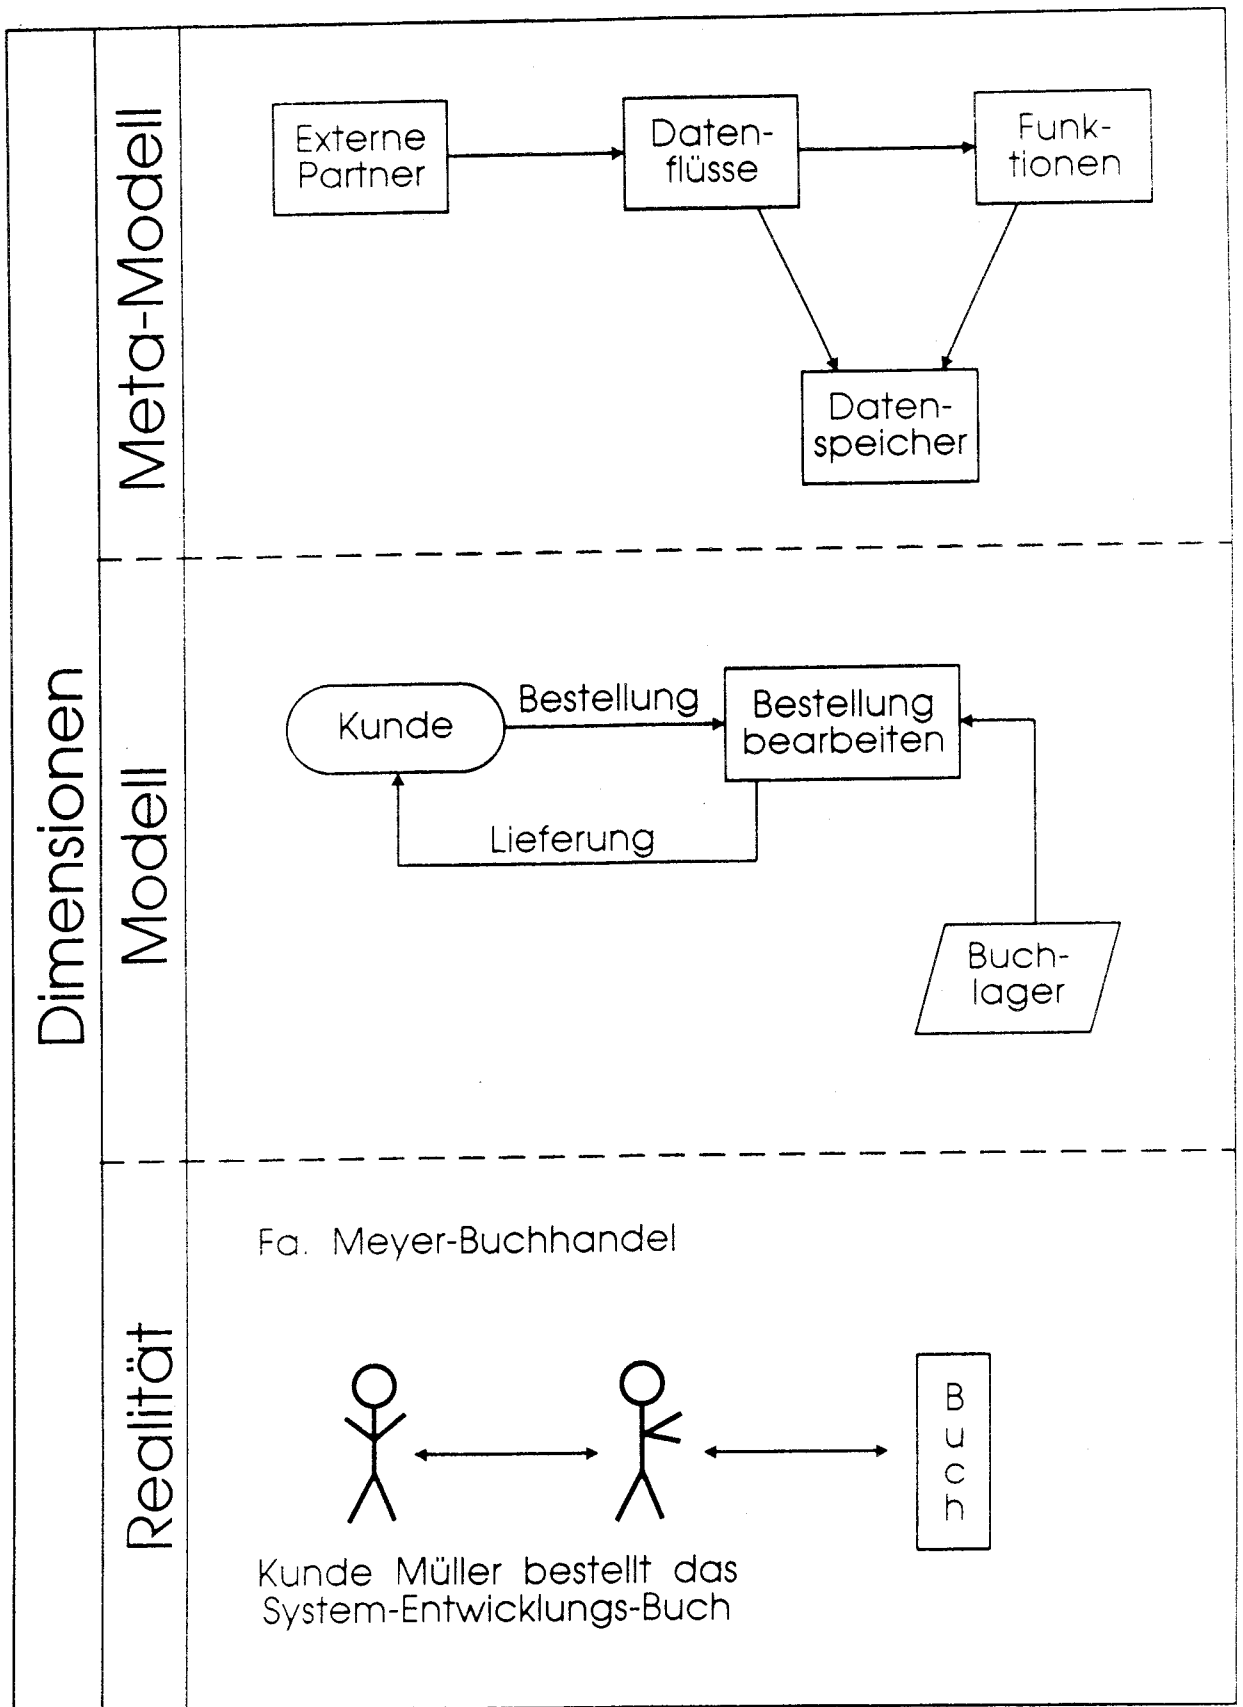 Dimensionen
Meta-Modell
Externe
Partner
Daten-
flüsse
Funk-
tionen
Daten-
speicher
Modell
Kunde
Bestellung
Bestellung
bearbeiten
Lieferung
Buch-
lager
Realität
Fa. Meyer-Buchhandel
Buch
Kunde Müller bestellt das
System-Entwicklungs-Buch